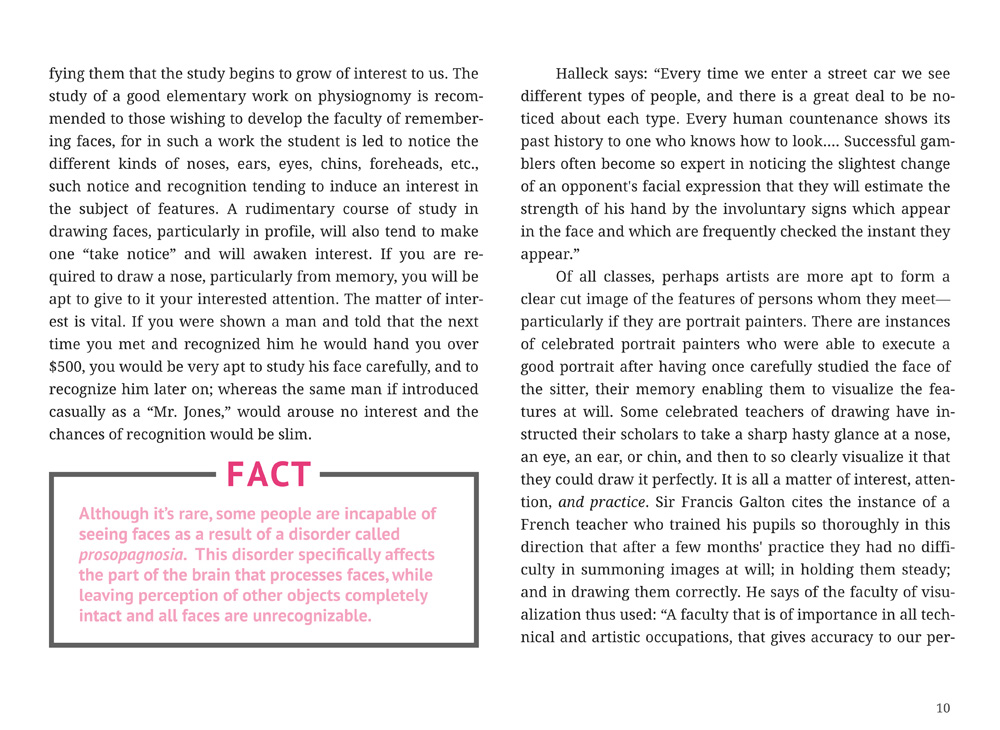 fying them that the study begins to grow of interest to us. The
study of a good elementary work on physiognomy is recom-
mended to those wishing to develop the faculty of remember-
ing faces, for in such a work the student is led to notice the
different kinds of noses, ears, eyes, chins, foreheads, etc.,
such notice and recognition tending to induce an interest in
the subject of features. A rudimentary course of study in
drawing faces, particularly in profile, will also tend to make
one “take notice” and will awaken interest. If you are re-
quired to draw a nose, particularly from memory, you will be
apt to give to it your interested attention. The matter of inter-
est is vital. If you were shown a man and told that the next
time you met and recognized him he would hand you over
$500, you would be very apt to study his face carefully, and to
recognize him later on; whereas the same man if introduced
casually as a “Mr. Jones,” would arouse no interest and the
chances of recognition would be slim.
FACT
Although it's rare, some people are incapable of
seeing faces as a result of a disorder called
prosopagnosia. This disorder specifically affects
the part of the brain that processes faces, while
leaving perception of other objects completely
intact and all faces are unrecognizable.
Halleck says: “Every time we enter a street car we see
different types of people, and there is a great deal to be no-
ticed about each type. Every human countenance shows its
past history to one who knows how to look.... Successful gam-
blers often become so expert in noticing the slightest change
of an opponent's facial expression that they will estimate the
strength of his hand by the involuntary signs which appear
in the face and which are frequently checked the instant they
appear.”
Of all classes, perhaps artists are more apt to form a
clear cut image of the features of persons whom they meet—
particularly if they are portrait painters. There are instances
of celebrated portrait painters who were able to execute a
good portrait after having once carefully studied the face of
the sitter, their memory enabling them to visualize the fea-
tures at will. Some celebrated teachers of drawing have in-
structed their scholars to take a sharp hasty glance at a nose,
an eye, an ear, or chin, and then to so clearly visualize it that
they could draw it perfectly. It is all a matter of interest, atten-
tion, and practice. Sir Francis Galton cites the instance of a
French teacher who trained his pupils so thoroughly in this
direction that after a few months' practice they had no diffi-
culty in summoning images at will; in holding them steady;
and in drawing them correctly. He says of the faculty of visu-
alization thus used: “A faculty that is of importance in all tech-
nical and artistic occupations, that gives accuracy to our per-
10